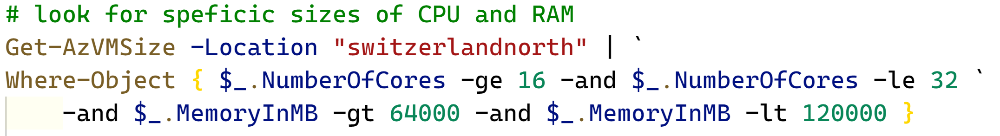 # look for speficic sizes of CPU and RAM
Get-AzVMSize -Location "switzerlandnorth" | `
Where-Object { $_.NumberOfCores -ge 16 -and $_.NumberOfCores -le 32 `
    -and $_.MemoryInMB -gt 64000 -and $_.MemoryInMB -lt 120000 }